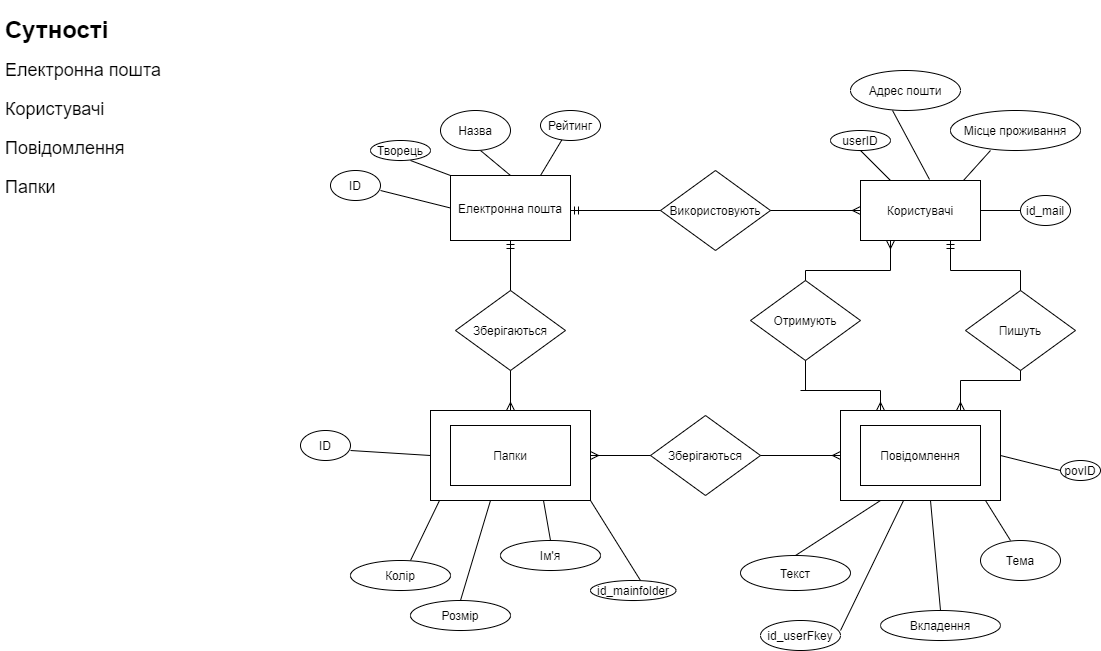 Сутності
Електронна пошта
Користувачі
Повідомлення
Папки
Адрес пошти
Назва
Рейтинг
Місце проживання
Творець
userID
ID
Електронна пошта
Використовують
Користувачі
id_mail
Зберігаються
Отримують
Пишуть
ID
Папки
Зберігаються
Повідомлення
povID
Колір
Ім'я
id_mainfolder
Розмір
Текст
Тема
id_userFkey
Вкладення